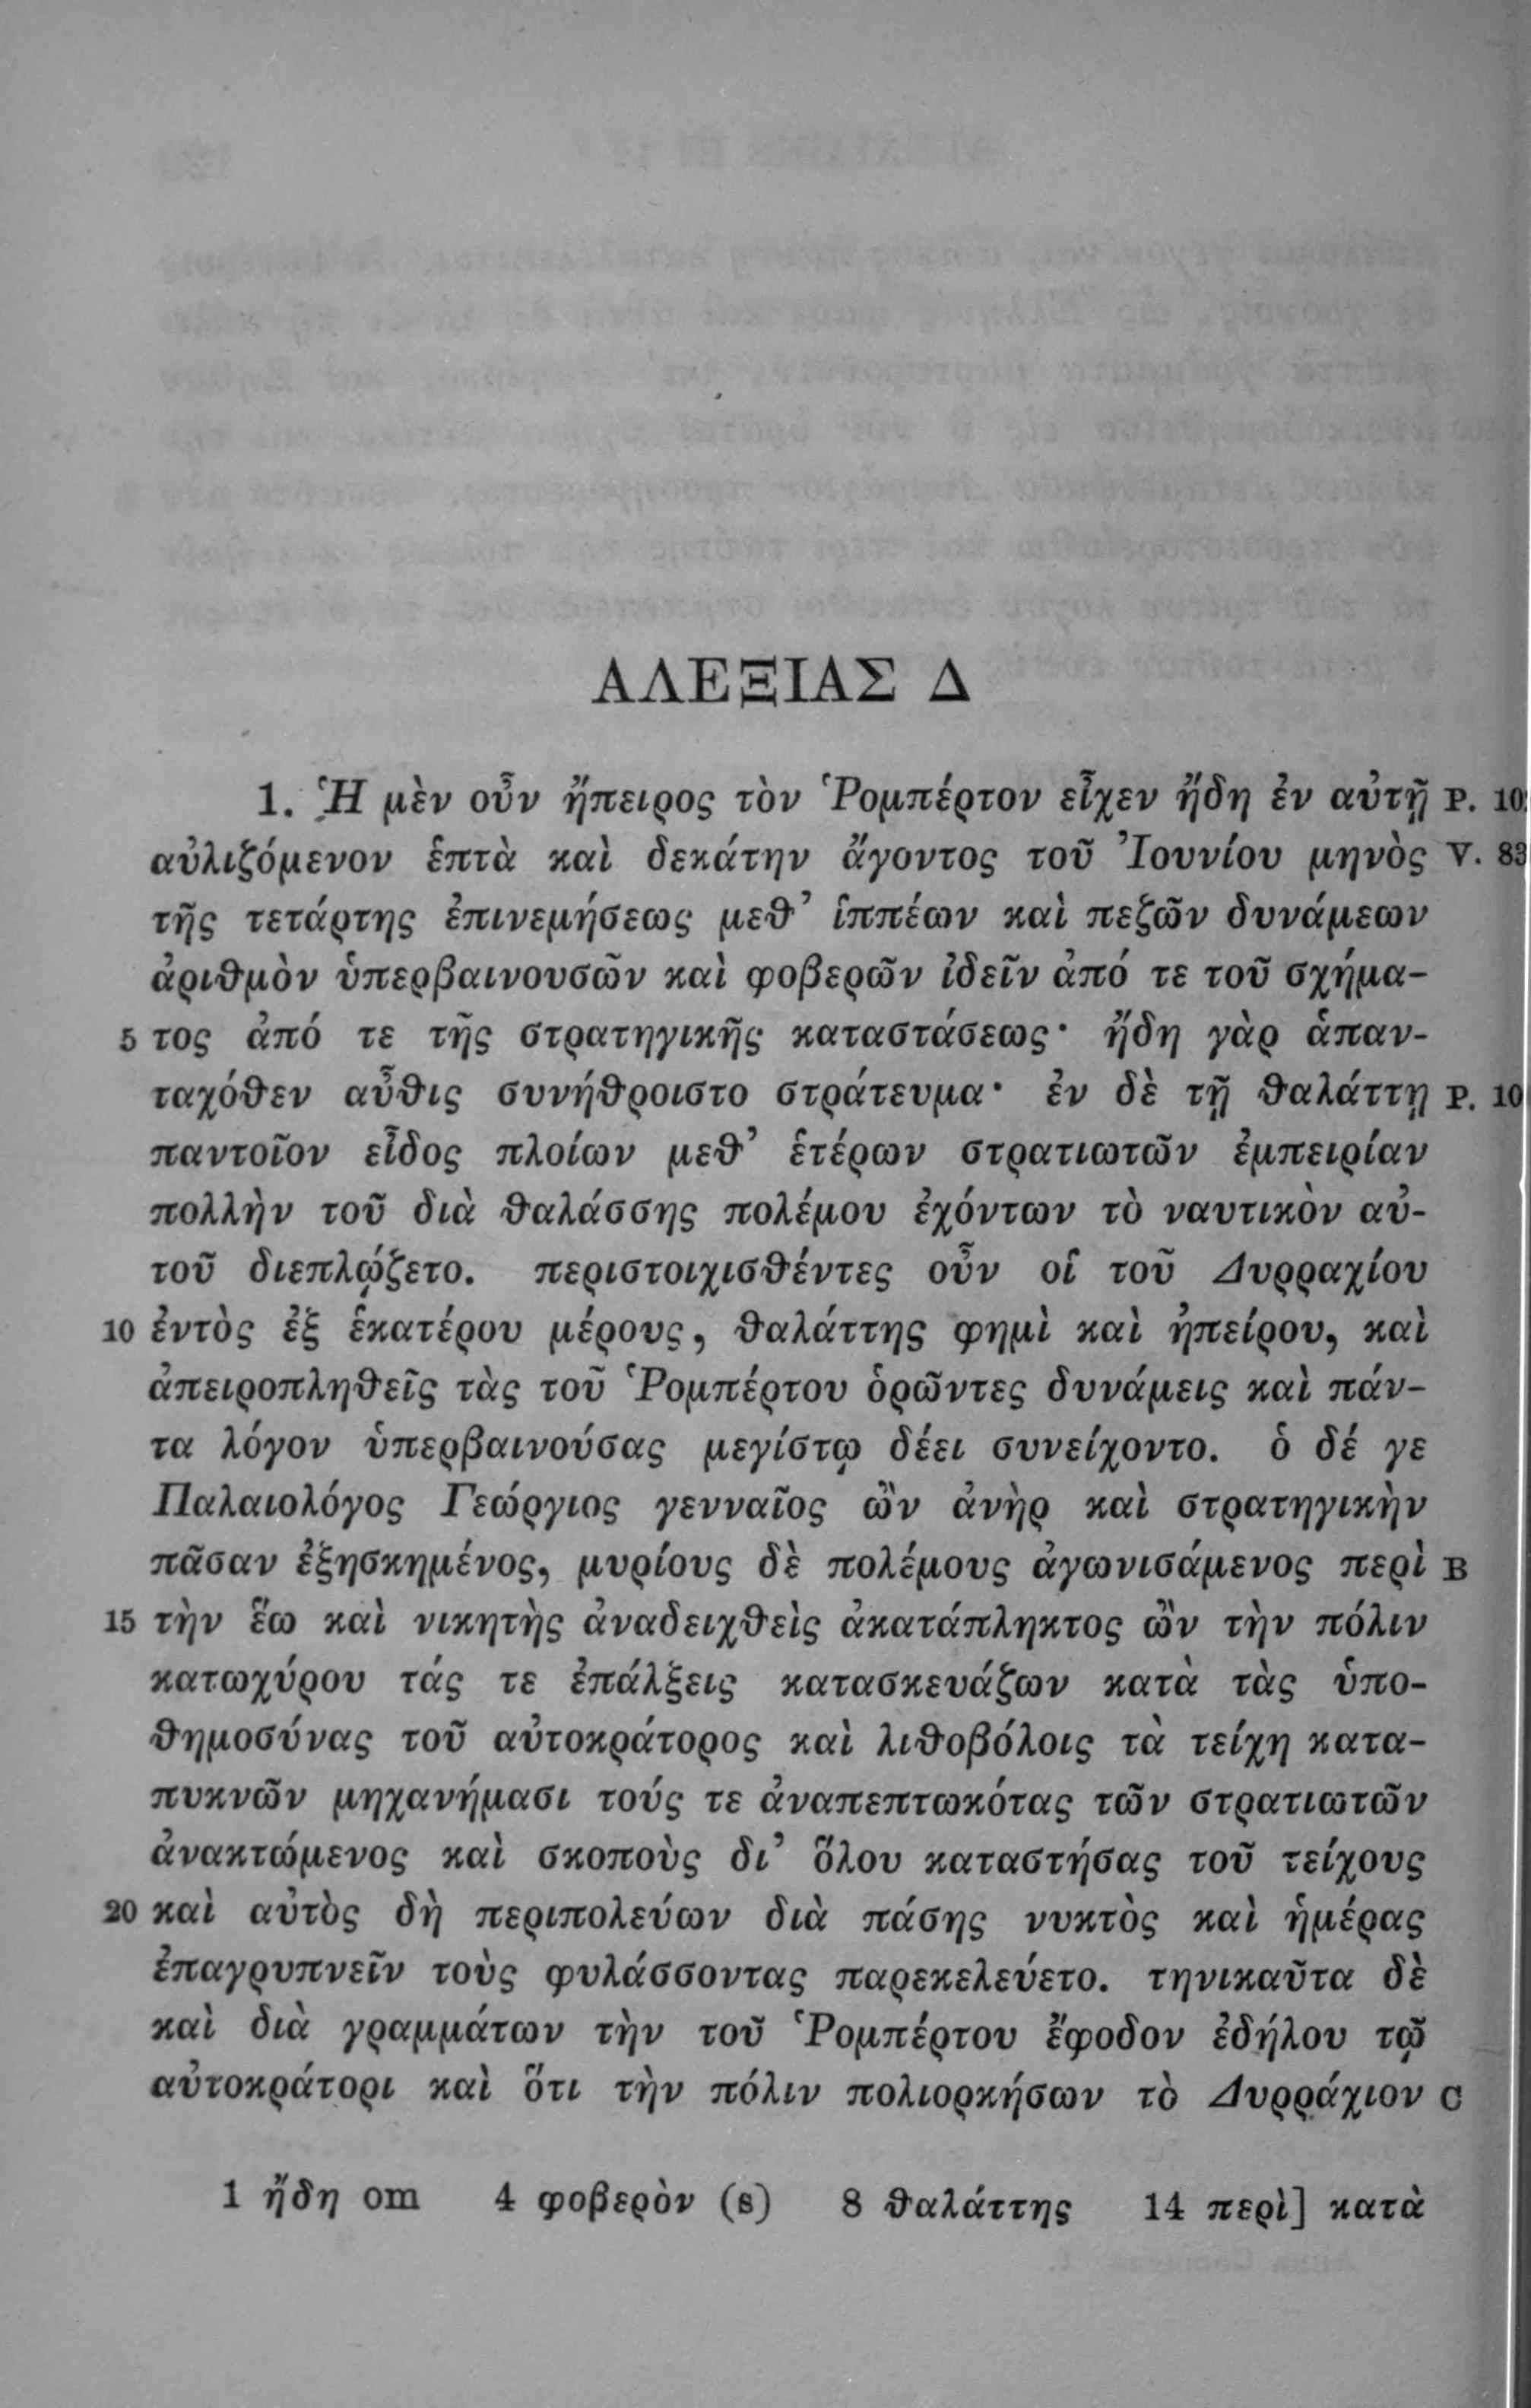 ΑΛΕΞΙΑΣ Δ
1. Ἡ μὲν οὖν ἤπειρος τὸν Ῥομπέρτον εἶχεν ἤδη ἐν αὐτῇ P. 10
αὐλιζόμενον ἑπτὰ καὶ δεκάτην ἄγοντος τοῦ Ἰουνίου μηνὸς V. 83
τῆς τετάρτης ἐπινεμήσεως μεθ’ ἱππέων καὶ πεζῶν δυνάμεων
ἀριθμὸν ὑπερβαινουσῶν καὶ φοβερῶν ἰδεῖν ἀπό τε τοῦ σχήμα-
5 τος ἀπό τε τῆς στρατηγικῆς καταστάσεως· ἤδη γὰρ ἁπαν-
ταχόθεν αὖθις συνήθροιστο στράτευμα· ἐν δὲ τῇ θαλάττῃ P. 10
παντοῖον εἶδος πλοίων μεθ’ ἑτέρων στρατιωτῶν ἐμπειρίαν
πολλὴν τοῦ διὰ θαλάσσης πολέμου ἐχόντων τὸ ναυτικὸν αὐ-
τοῦ διεπλῴζετο. περιστοιχισθέντες οὖν οἱ τοῦ Δυρραχίου
10 ἐντὸς ἐξ ἑκατέρου μέρους, θαλάττης φημὶ καὶ ἠπείρου, καὶ
ἀπειροπληθεῖς τὰς τοῦ Ῥομπέρτου ὁρῶντες δυνάμεις καὶ πάν-
τα λόγον ὑπερβαινούσας μεγίστῳ δέει συνείχοντο. ὁ δέ γε
Παλαιολόγος Γεώργιος γενναῖος ὢν ἀνὴρ καὶ στρατηγικὴν
πᾶσαν ἐξησκημένος, μυρίους δὲ πολέμους ἀγωνισάμενος περὶ B
15 τὴν ἕω καὶ νικητὴς ἀναδειχθεὶς ἀκατάπληκτος ὢν τὴν πόλιν
κατωχύρου τάς τε ἐπάλξεις κατασκευάζων κατὰ τὰς ὑπο-
θημοσύνας τοῦ αὐτοκράτορος καὶ λιθοβόλοις τὰ τείχη κατα-
πυκνῶν μηχανήμασι τούς τε ἀναπεπτωκότας τῶν στρατιωτῶν
ἀνακτώμενος καὶ σκοποὺς δι’ ὅλου καταστήσας τοῦ τείχους
20 καὶ αὐτὸς δὴ περιπολεύων διὰ πάσης νυκτὸς καὶ ἡμέρας
ἐπαγρυπνεῖν τοὺς φυλάσσοντας παρεκελεύετο. τηνικαῦτα δὲ
καὶ διὰ γραμμάτων τὴν τοῦ Ῥομπέρτου ἔφοδον ἐδήλου τῷ
αὐτοκράτορι καὶ ὅτι τὴν πόλιν πολιορκήσων τὸ Δυρράχιον C
1 ἤδη om 4 φοβερὸν (s) 8 θαλάττης 14 περὶ] κατὰ